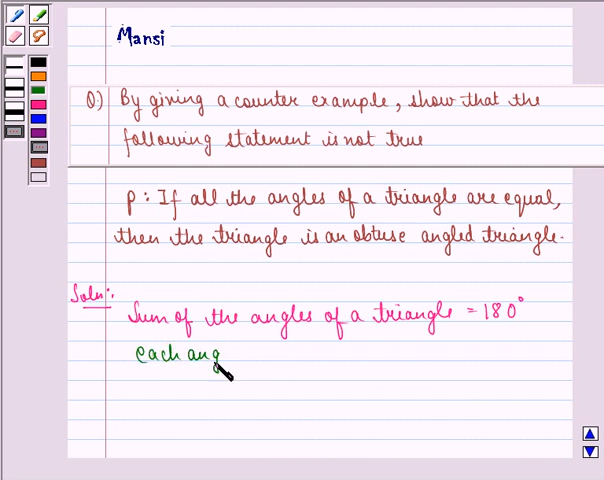 Mansi
Q) By giving a counter example, show that the
following statement is not true
p : If all the angles of a triangle are equal,
then the triangle is an obtuse angled triangle.
Soln:
Sum of the angles of a triangle = 180°
each ang